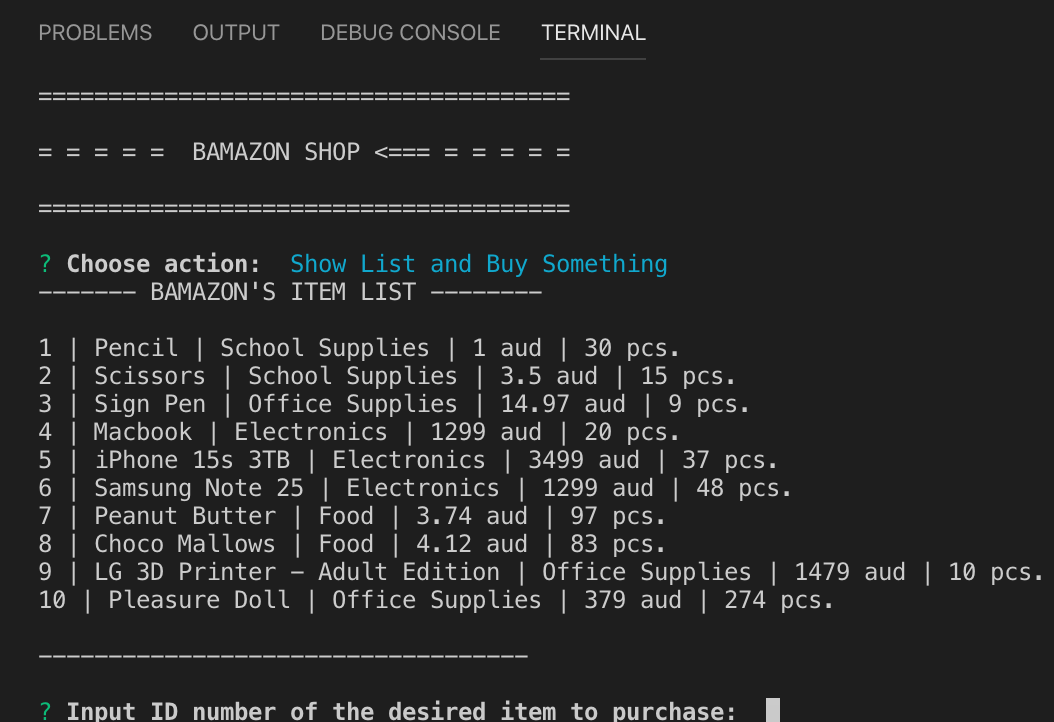 PROBLEMS OUTPUT DEBUG CONSOLE TERMINAL
======================================
= = = = =  BAMAZON SHOP <=== = = = = =
======================================
? Choose action:  Show List and Buy Something
------- BAMAZON'S ITEM LIST --------
1 | Pencil | School Supplies | 1 aud | 30 pcs.
2 | Scissors | School Supplies | 3.5 aud | 15 pcs.
3 | Sign Pen | Office Supplies | 14.97 aud | 9 pcs.
4 | Macbook | Electronics | 1299 aud | 20 pcs.
5 | iPhone 15s 3TB | Electronics | 3499 aud | 37 pcs.
6 | Samsung Note 25 | Electronics | 1299 aud | 48 pcs.
7 | Peanut Butter | Food | 3.74 aud | 97 pcs.
8 | Choco Mallows | Food | 4.12 aud | 83 pcs.
9 | LG 3D Printer - Adult Edition | Office Supplies | 1479 aud | 10 pcs.
10 | Pleasure Doll | Office Supplies | 379 aud | 274 pcs.
-----------------------------------
? Input ID number of the desired item to purchase: